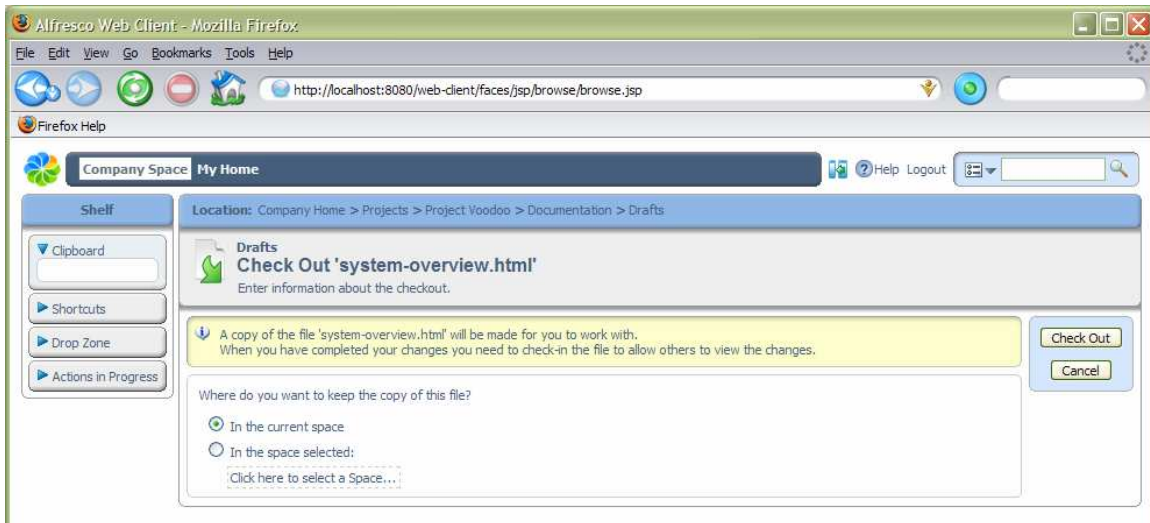 Alfresco Web Client - Mozilla Firefox
File Edit View Go Bookmarks Tools Help
http://localhost:8080/web-client/faces/jsp/browse/browse.jsp
Firefox Help
Company Space My Home Help Logout
Shelf
Location: Company Home > Projects > Project Voodoo > Documentation > Drafts
Clipboard
Shortcuts
Drop Zone
Actions in Progress
Drafts
Check Out 'system-overview.html'
Enter information about the checkout.
A copy of the file 'system-overview.html' will be made for you to work with.
When you have completed your changes you need to check-in the file to allow others to view the changes.
Check Out
Cancel
Where do you want to keep the copy of this file?
In the current space
In the space selected:
Click here to select a Space...